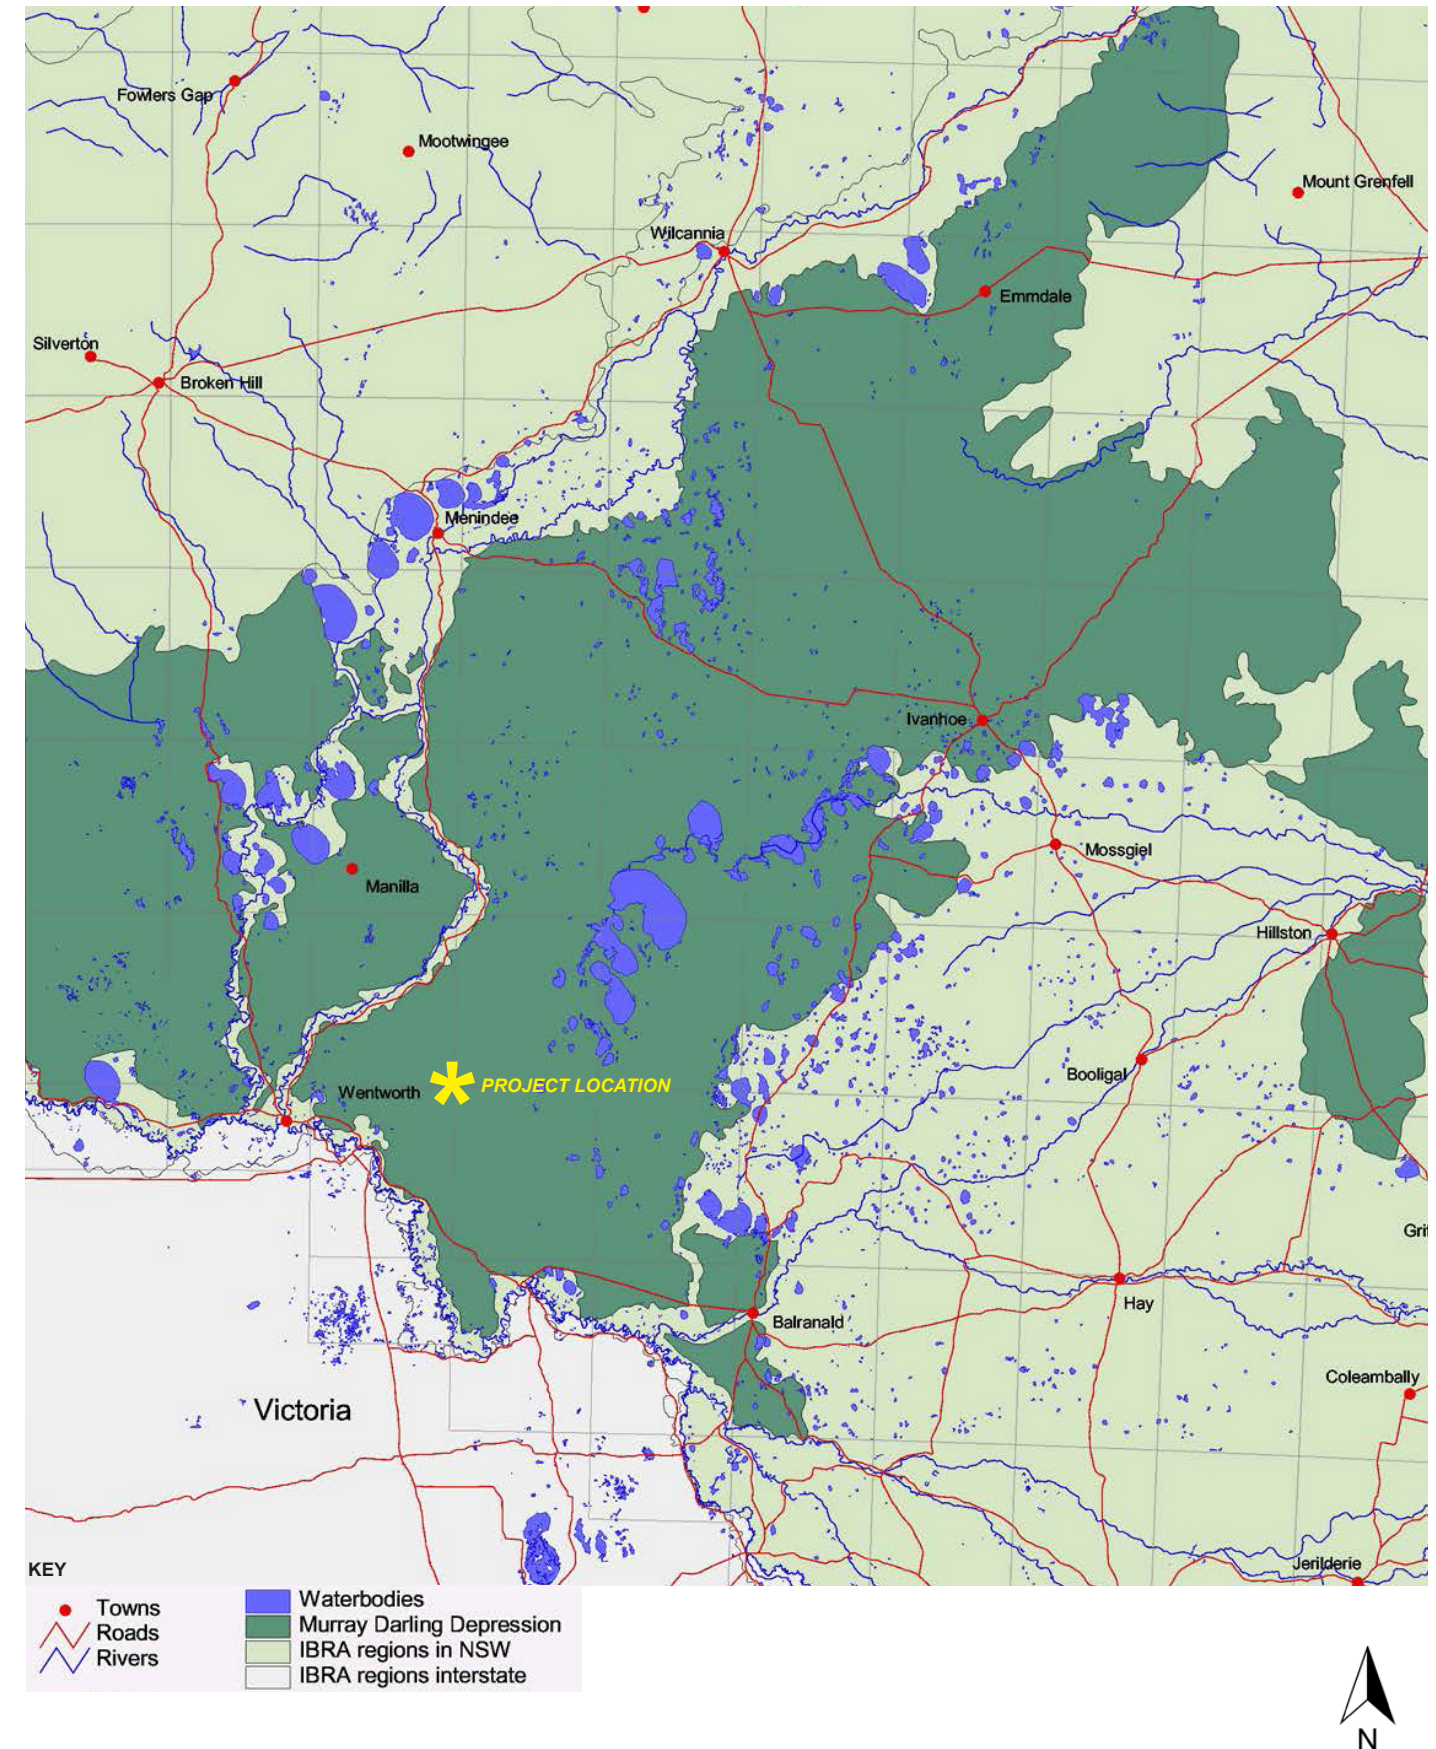 Fowlers Gap
Mootwingee
Mount Grenfell
Wilcannia
Emmdale
Silverton
Broken Hill
Menindee
Ivanhoe
Mossgiel
Manilla
Hillston
Booligal
Wentworth
PROJECT LOCATION
Gri
Hay
Balranald
Coleambally
Victoria
Jerilderie
KEY
Towns
Roads
Rivers
Waterbodies
Murray Darling Depression
IBRA regions in NSW
IBRA regions interstate
N